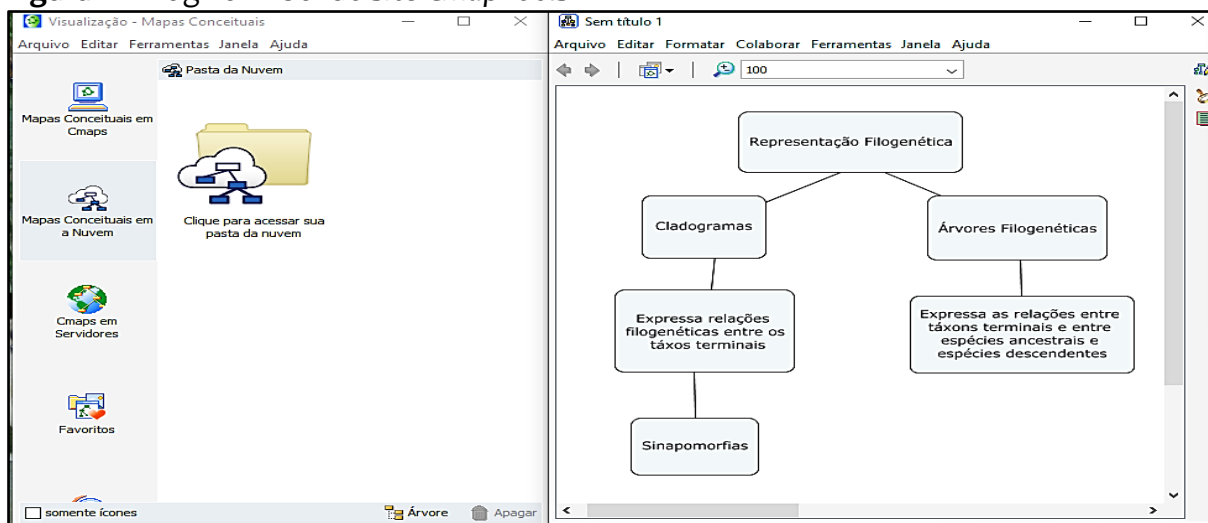 Visualização - Mapas Conceituais
Arquivo Editar Ferramentas Janela Ajuda
Mapas Conceituais em
Cmaps
Mapas Conceituais em
a Nuvem
Cmaps em
Servidores
Favoritos
Pasta da Nuvem
Clique para acessar sua
pasta da nuvem
somente ícones
Árvore
Apagar
Sem título 1
Arquivo Editar Formatar Colaborar Ferramentas Janela Ajuda
100
Representação Filogenética
Cladogramas
Árvores Filogenéticas
Expressa relações
filogenéticas entre os
táxos terminais
Expressa as relações entre
táxons terminais e entre
espécies ancestrais e
espécies descendentes
Sinapomorfias